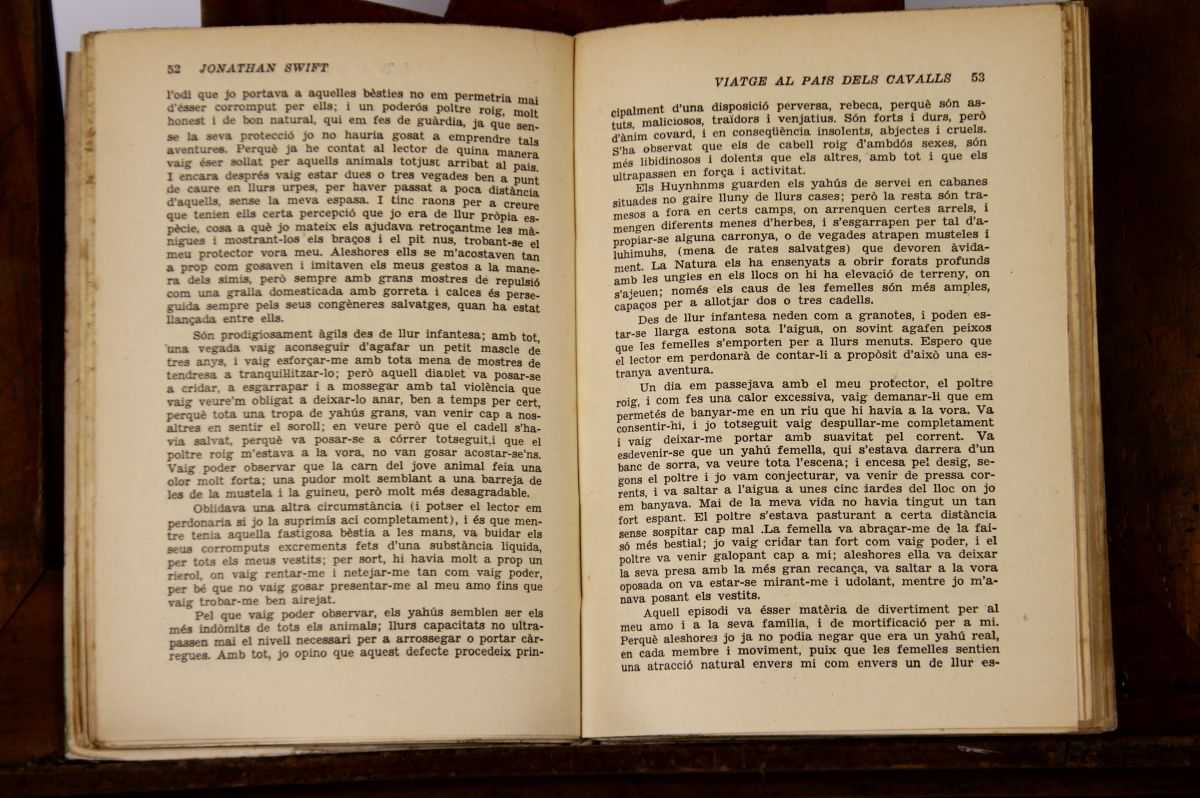 52 JONATHAN SWIFT
l'odi que jo portava a aquelles bèsties no em permetria mai
d'ésser corromput per ells; i un poderós poltre roig, molt
honest i de bon natural, qui em fes de guàrdia, ja que sen-
se la seva protecció jo no hauria gosat a emprendre tals
aventures. Perquè ja he contat al lector de quina manera
vaig éser sollat per aquells animals totjust arribat al país.
I encara després vaig estar dues o tres vegades ben a punt
de caure en llurs urpes, per haver passat a poca distància
d'aquells, sense la meva espasa. I tinc raons per a creure
que tenien ells certa percepció que jo era de llur pròpia es-
pècie, cosa a què jo mateix els ajudava retroçantme les mà-
nigues i mostrant-los els braços i el pit nus, trobant-se el
meu protector vora meu. Aleshores ells se m'acostaven tan
a prop com gosaven i imitaven els meus gestos a la mane-
ra dels simis, però sempre amb grans mostres de repulsió
com una gralla domesticada amb gorreta i calces és perse-
guida sempre pels seus congèneres salvatges, quan ha estat
llançada entre ells.
Són prodigiosament àgils des de llur infantesa; amb tot,
una vegada vaig aconseguir d'agafar un petit mascle de
tres anys, i vaig esforçar-me amb tota mena de mostres de
tendresa a tranquil·litzar-lo; però aquell diablet va posar-se
a cridar, a esgarrapar i a mossegar amb tal violència que
vaig veure'm obligat a deixar-lo anar, ben a temps per cert,
perquè tota una tropa de yahús grans, van venir cap a nos-
altres en sentir el soroll; en veure però que el cadell s'ha-
via salvat, perquè va posar-se a córrer totseguit,i que el
poltre roig m'estava a la vora, no van gosar acostar-se'ns.
Vaig poder observar que la carn del jove animal feia una
olor molt forta; una pudor molt semblant a una barreja de
les de la mustela i la guineu, però molt més desagradable.
Oblidava una altra circumstància (i potser el lector em
perdonaria si jo la suprimís aci completament), i és que men-
tre tenia aquella fastigosa bèstia a les mans, va buidar els
seus corromputs excrements fets d'una substància líquida,
per tots els meus vestits; per sort, hi havia molt a prop un
rierol, on vaig rentar-me i netejar-me tan com vaig poder,
per bé que no vaig gosar presentar-me al meu amo fins que
vaig trobar-me ben airejat.
Pel que vaig poder observar, els yahús semblen ser els
més indòmits de tots els animals; llurs capacitats no ultra-
passen mai el nivell necessari per a arrossegar o portar càr-
regues. Amb tot, jo opino que aquest defecte procedeix prin-
VIATGE AL PAIS DELS CAVALLS 53
cipalment d'una disposició perversa, rebeca, perquè són as-
tuts, maliciosos, traïdors i venjatius. Són forts i durs, però
d'ànim covard, i en conseqüència insolents, abjectes i cruels.
S'ha observat que els de cabell roig d'ambdós sexes, són
més libidinosos i dolents que els altres, amb tot i que els
ultrapassen en força i activitat.
Els Huynhnms guarden els yahús de servei en cabanes
situades no gaire lluny de llurs cases; però la resta són tra-
mesos a fora en certs camps, on arrenquen certes arrels, i
mengen diferents menes d'herbes, i s'esgarrapen per tal d'a-
propiar-se alguna carronya, o de vegades atrapen musteles i
luhimuhs, (mena de rates salvatges) que devoren àvida-
ment. La Natura els ha ensenyats a obrir forats profunds
amb les ungles en els llocs on hi ha elevació de terreny, on
s'ajeuen; només els caus de les femelles són més amples,
capaços per a allotjar dos o tres cadells.
Des de llur infantesa neden com a granotes, i poden es-
tar-se llarga estona sota l'aigua, on sovint agafen peixos
que les femelles s'emporten per a llurs menuts. Espero que
el lector em perdonarà de contar-li a propòsit d'això una es-
tranya aventura.
Un dia em passejava amb el meu protector, el poltre
roig, i com fes una calor excessiva, vaig demanar-li que em
permetés de banyar-me en un riu que hi havia a la vora. Va
consentir-hi, i jo totseguit vaig despullar-me completament
i vaig deixar-me portar amb suavitat pel corrent. Va
esdevenir-se que un yahú femella, qui s'estava darrera d'un
banc de sorra, va veure tota l'escena; i encesa pel desig, se-
gons el poltre i jo vam conjecturar, va venir de pressa cor-
rents, i va saltar a l'aigua a unes cinc iardes del lloc on jo
em banyava. Mai de la meva vida no havia tingut un tan
fort espant. El poltre s'estava pasturant a certa distància
sense sospitar cap mal .La femella va abraçar-me de la fai-
só més bestial; jo vaig cridar tan fort com vaig poder, i el
poltre va venir galopant cap a mi; aleshores ella va deixar
la seva presa amb la més gran recança, va saltar a la vora
oposada on va estar-se mirant-me i udolant, mentre jo m'a-
nava posant els vestits.
Aquell episodi va ésser matèria de divertiment per al
meu amo i a la seva família, i de mortificació per a mi.
Perquè aleshores jo ja no podia negar que era un yahú real,
en cada membre i moviment, puix que les femelles sentien
una atracció natural envers mi com envers un de llur es-